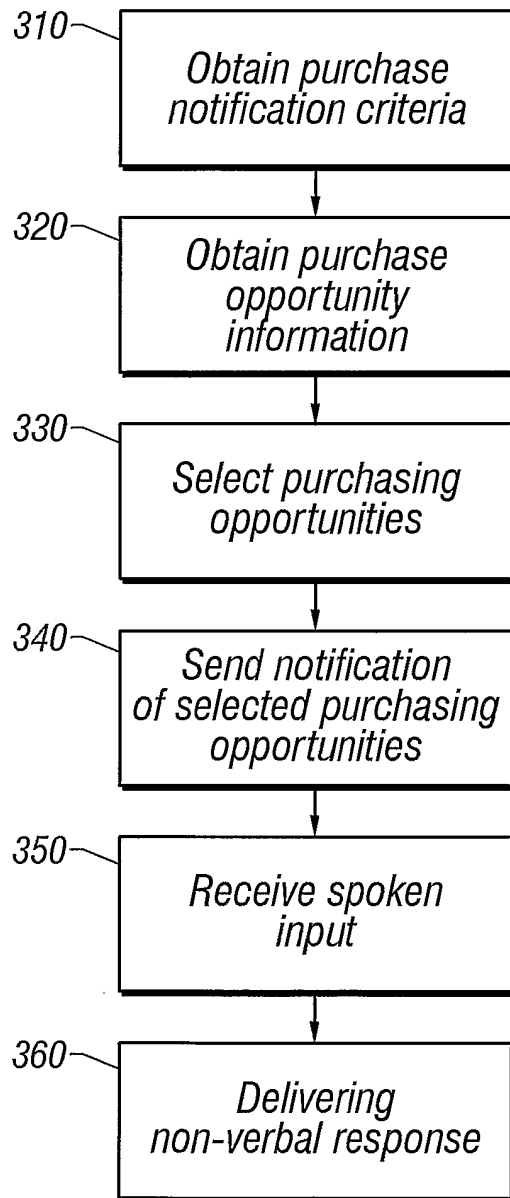 310
Obtain purchase
notification criteria
320
Obtain purchase
opportunity
information
330
Select purchasing
opportunities
340
Send notification
of selected purchasing
opportunities
350
Receive spoken
input
360
Delivering
non-verbal response